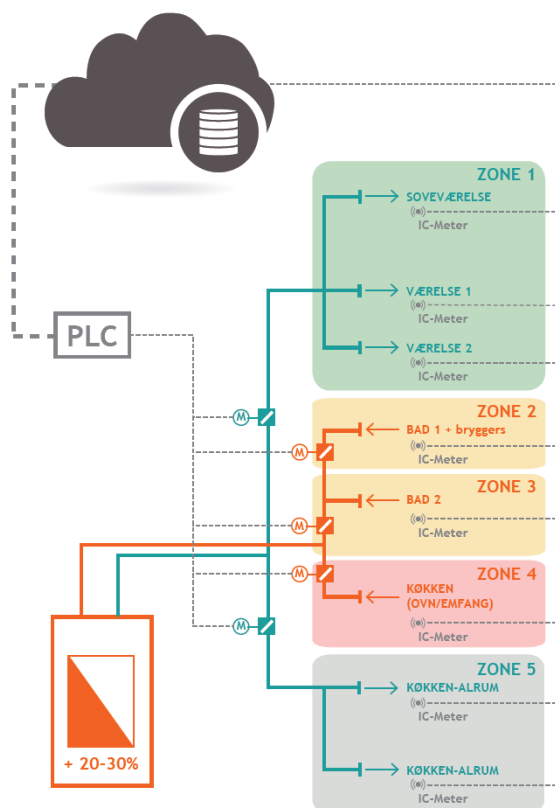 ZONE 1
SOVEVÆRELSE
IC-Meter
VÆRELSE 1
IC-Meter
PLC
VÆRELSE 2
IC-Meter
ZONE 2
M
BAD 1 + bryggers
M
IC-Meter
ZONE 3
BAD 2
M
IC-Meter
ZONE 4
M
KØKKEN
(OVN/EMFANG)
M
IC-Meter
ZONE 5
KØKKEN-ALRUM
IC-Meter
+ 20-30%
KØKKEN-ALRUM
IC-Meter